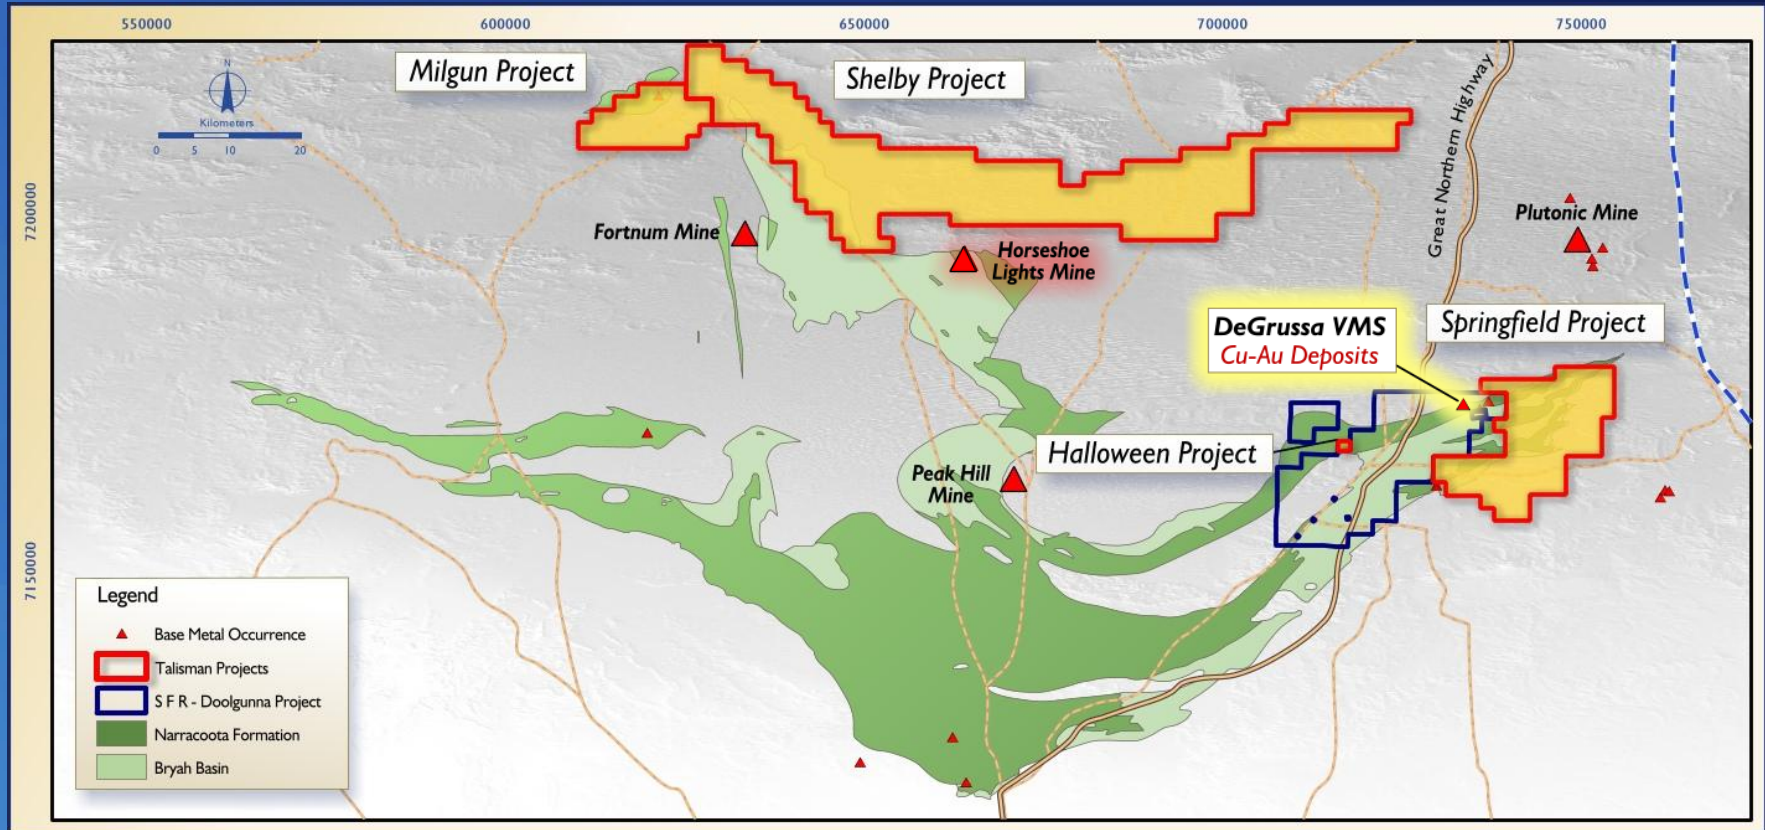 550000
600000
650000
700000
750000
Milgun Project
Shelby Project
N
Kilometers
0 5 10 20
Great Northern Highway
7200000
Fortnum Mine
Plutonic Mine
Horseshoe
Lights Mine
DeGrussa VMS
Cu-Au Deposits
Springfield Project
Halloween Project
Peak Hill
Mine
7150000
Legend
Base Metal Occurrence
Talisman Projects
S F R - Doolgunna Project
Narracoota Formation
Bryah Basin